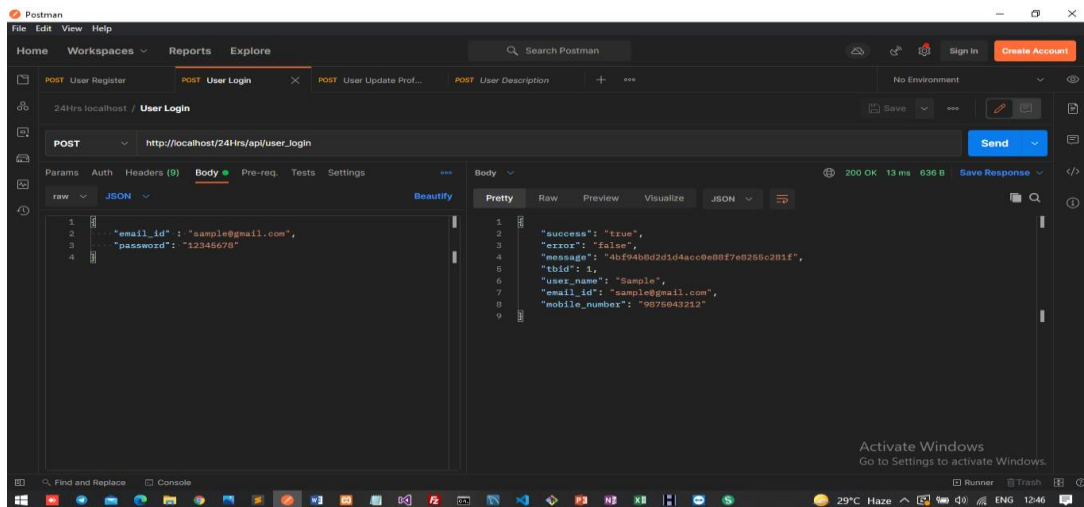 Postman
File Edit View Help
Home Workspaces Reports Explore Search Postman Sign In Create Account
POST User Register POST User Login POST User Update Prof... POST User Description No Environment
24Hrs localhost / User Login Save
POST http://localhost/24Hrs/api/user_login Send
Params Auth Headers (9) Body Pre-req. Tests Settings
raw JSON Beautify
1 {
2 "email_id" : "sample@gmail.com",
3 "password": "12345678"
4 }
Body 200 OK 13 ms 636 B Save Response
Pretty Raw Preview Visualize JSON
1 {
2 "success": "true",
3 "error": "false",
4 "message": "4bf94b8d2d1d4acc0e88f7e8255c281f",
5 "tbid": 1,
6 "user_name": "Sample",
7 "email_id": "sample@gmail.com",
8 "mobile_number": "9875043212"
9 }
Activate Windows
Go to Settings to activate Windows.
Find and Replace Console Runner Trash
29°C Haze ENG 12:46